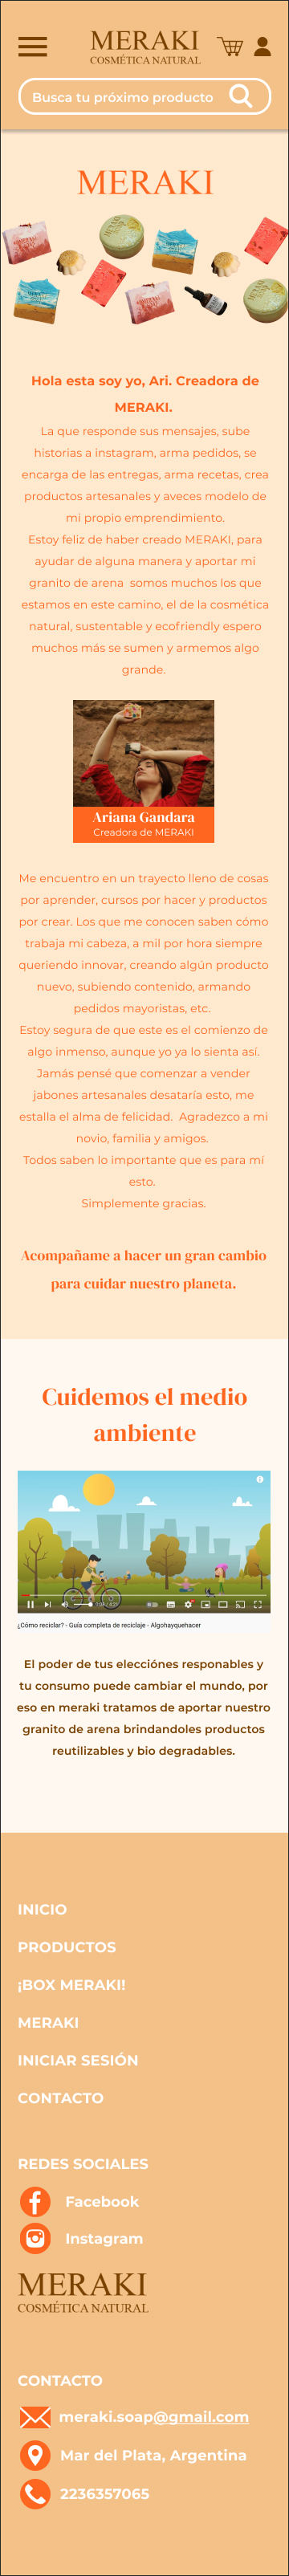 MERAKI
COSMÉTICA NATURAL
Busca tu próximo producto
MERAKI
Hola esta soy yo, Ari. Creadora de
MERAKI.
La que responde sus mensajes, sube
historias a instagram, arma pedidos, se
encarga de las entregas, arma recetas, crea
productos artesanales y aveces modelo de
mi propio emprendimiento.
Estoy feliz de haber creado MERAKI, para
ayudar de alguna manera y aportar mi
granito de arena somos muchos los que
estamos en este camino, el de la cosmética
natural, sustentable y ecofriendly espero
muchos más se sumen y armemos algo
grande.
Ariana Gandara
Creadora de MERAKI
Me encuentro en un trayecto lleno de cosas
por aprender, cursos por hacer y productos
por crear. Los que me conocen saben cómo
trabaja mi cabeza, a mil por hora siempre
queriendo innovar, creando algún producto
nuevo, subiendo contenido, armando
pedidos mayoristas, etc.
Estoy segura de que este es el comienzo de
algo inmenso, aunque yo ya lo sienta así.
Jamás pensé que comenzar a vender
jabones artesanales desataría esto, me
estalla el alma de felicidad. Agradezco a mi
novio, familia y amigos.
Todos saben lo importante que es para mí
esto.
Simplemente gracias.
Acompañame a hacer un gran cambio
para cuidar nuestro planeta.
Cuidemos el medio
ambiente
¿Cómo reciclar? - Guía completa de reciclaje - Algohayquehacer
El poder de tus elecciónes responables y
tu consumo puede cambiar el mundo, por
eso en meraki tratamos de aportar nuestro
granito de arena brindandoles productos
reutilizables y bio degradables.
INICIO
PRODUCTOS
¡BOX MERAKI!
MERAKI
INICIAR SESIÓN
CONTACTO
REDES SOCIALES
Facebook
Instagram
MERAKI
COSMÉTICA NATURAL
CONTACTO
meraki.soap@gmail.com
Mar del Plata, Argentina
2236357065